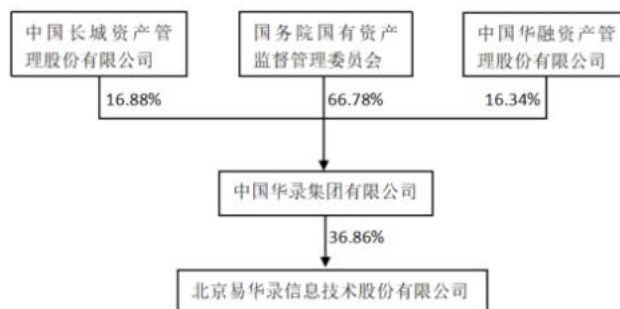 中国长城资产管
理股份有限公司
国务院国有资产
监督管理委员会
中国华融资产管
理股份有限公司
16.88%
66.78%
16.34%
中国华录集团有限公司
36.86%
北京易华录信息技术股份有限公司